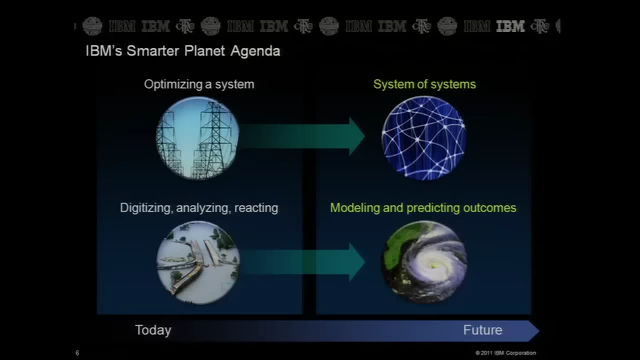 IBM IBM IBM IBM IBM
IBM's Smarter Planet Agenda
Optimizing a system
System of systems
Digitizing, analyzing, reacting
Modeling and predicting outcomes
Today
Future
6
© 2011 IBM Corporation